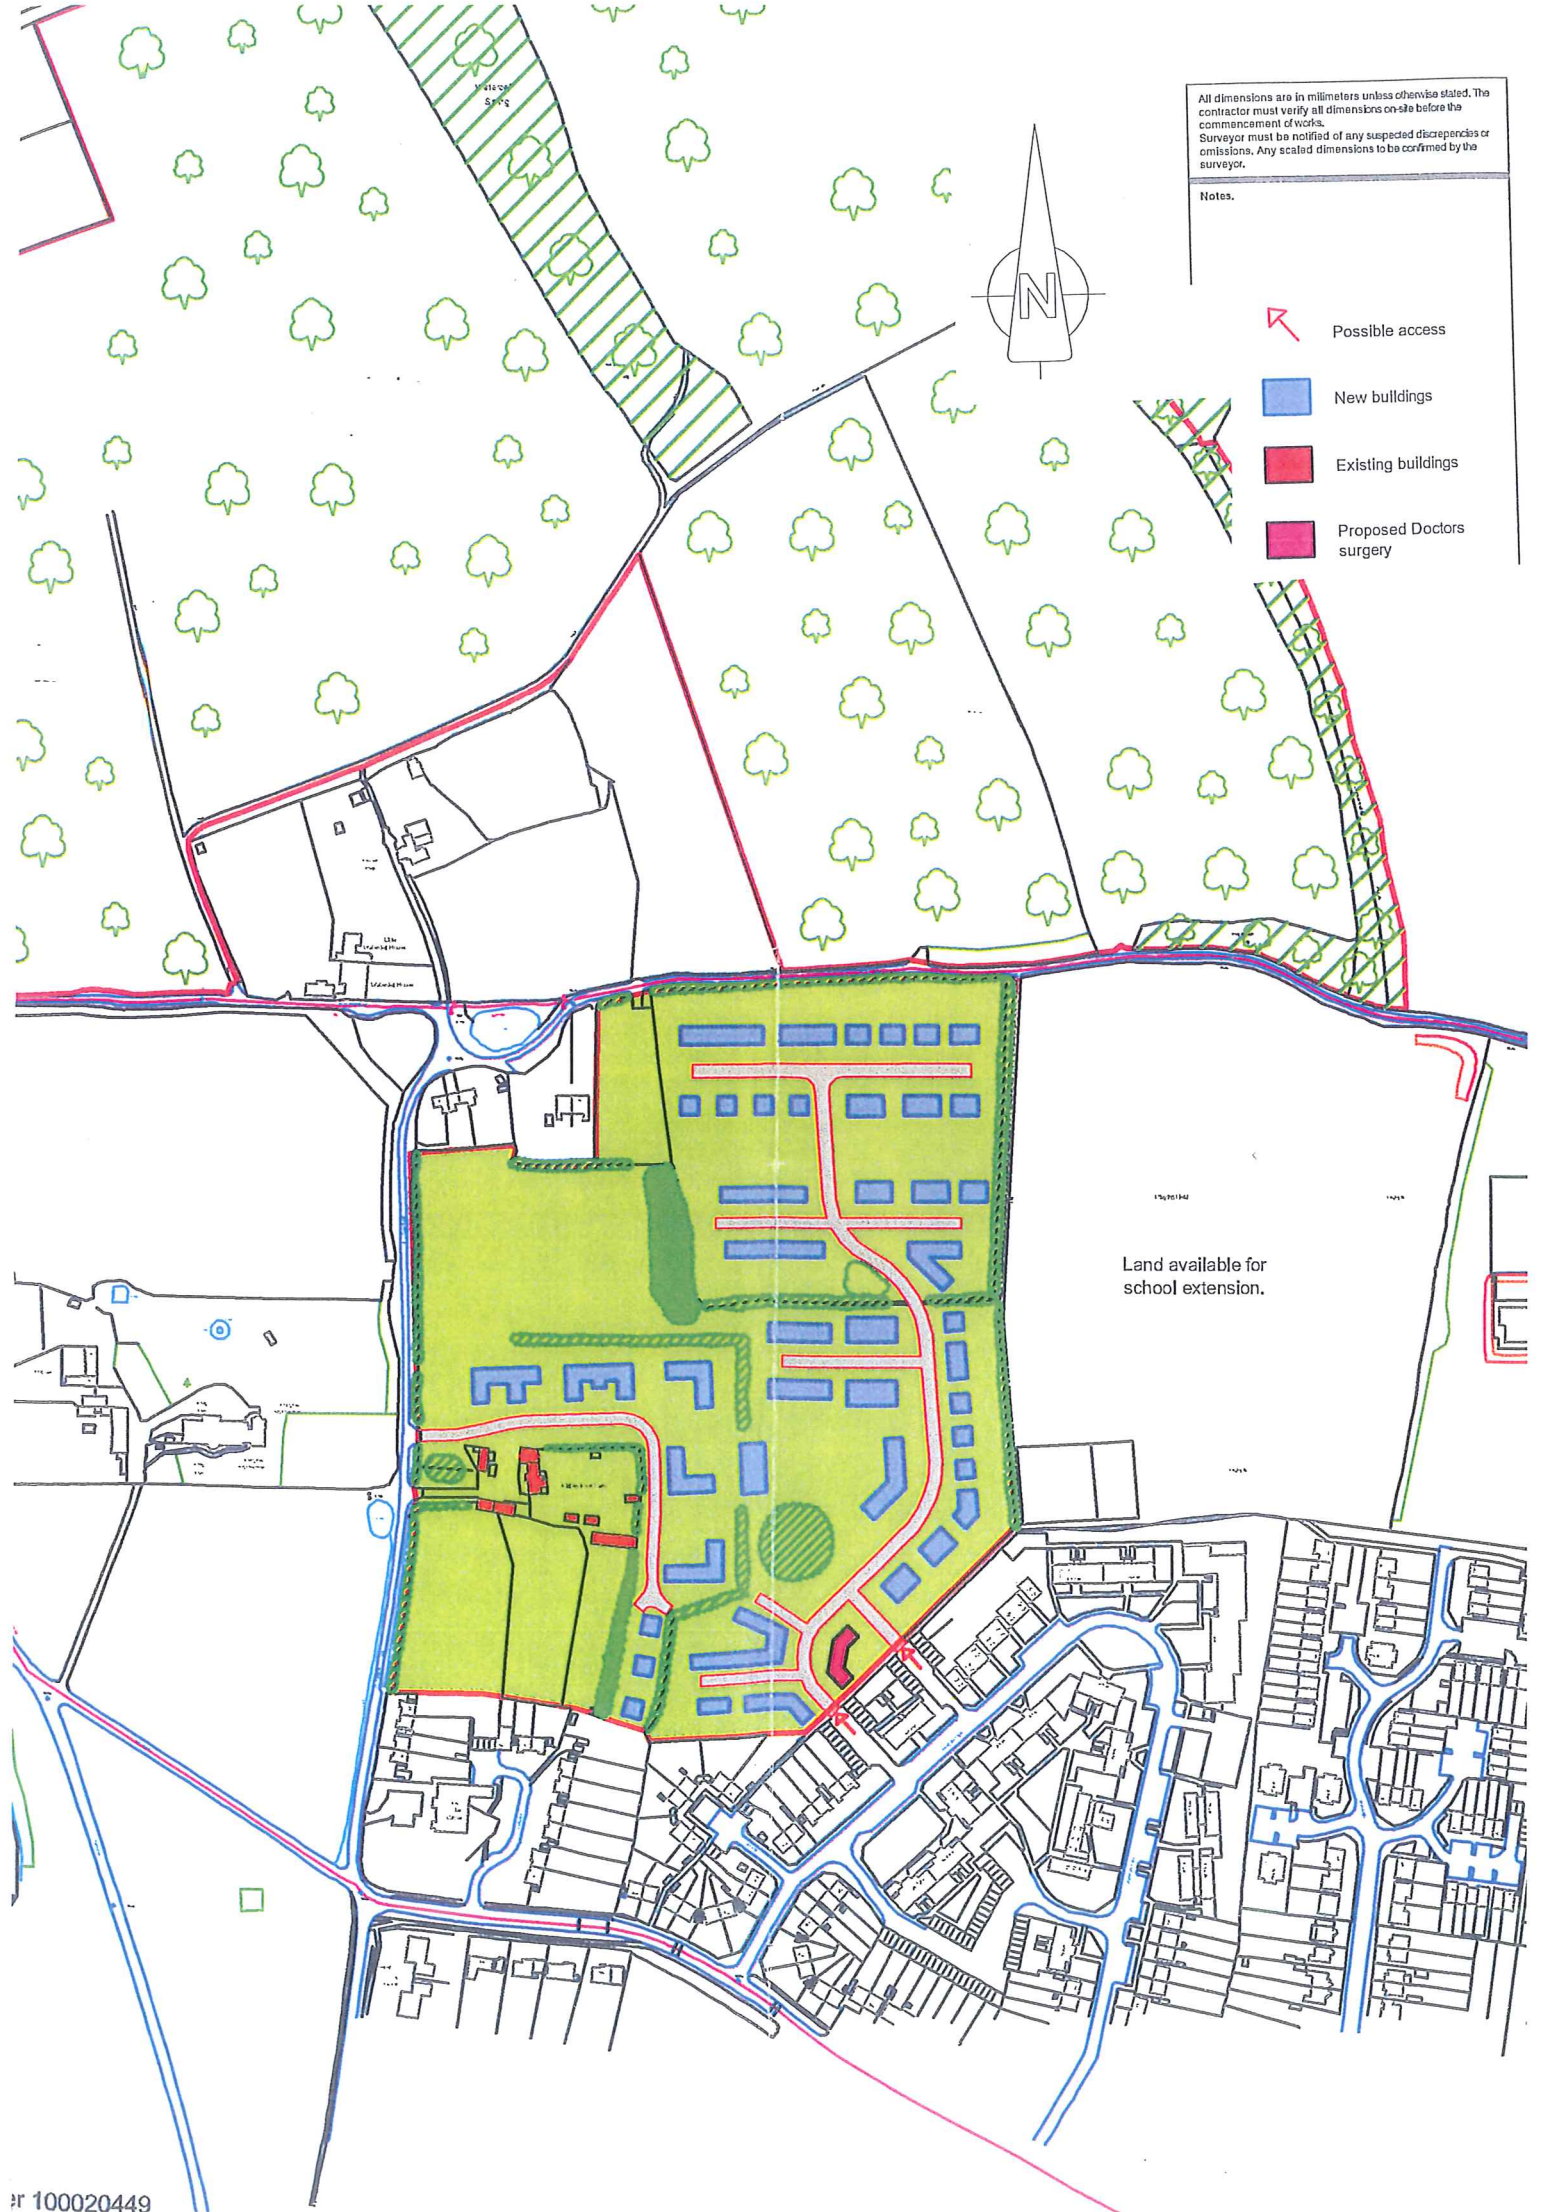 All dimensions are in milimeters unless otherwise stated. The
contractor must verify all dimensions on-site before the
commencement of works.
Surveyor must be notified of any suspected discrepencies or
omissions. Any scaled dimensions to be confirmed by the
surveyor.
Notes.
N
Possible access
New buildings
Existing buildings
Proposed Doctors
surgery
Land available for
school extension.
er 100020449